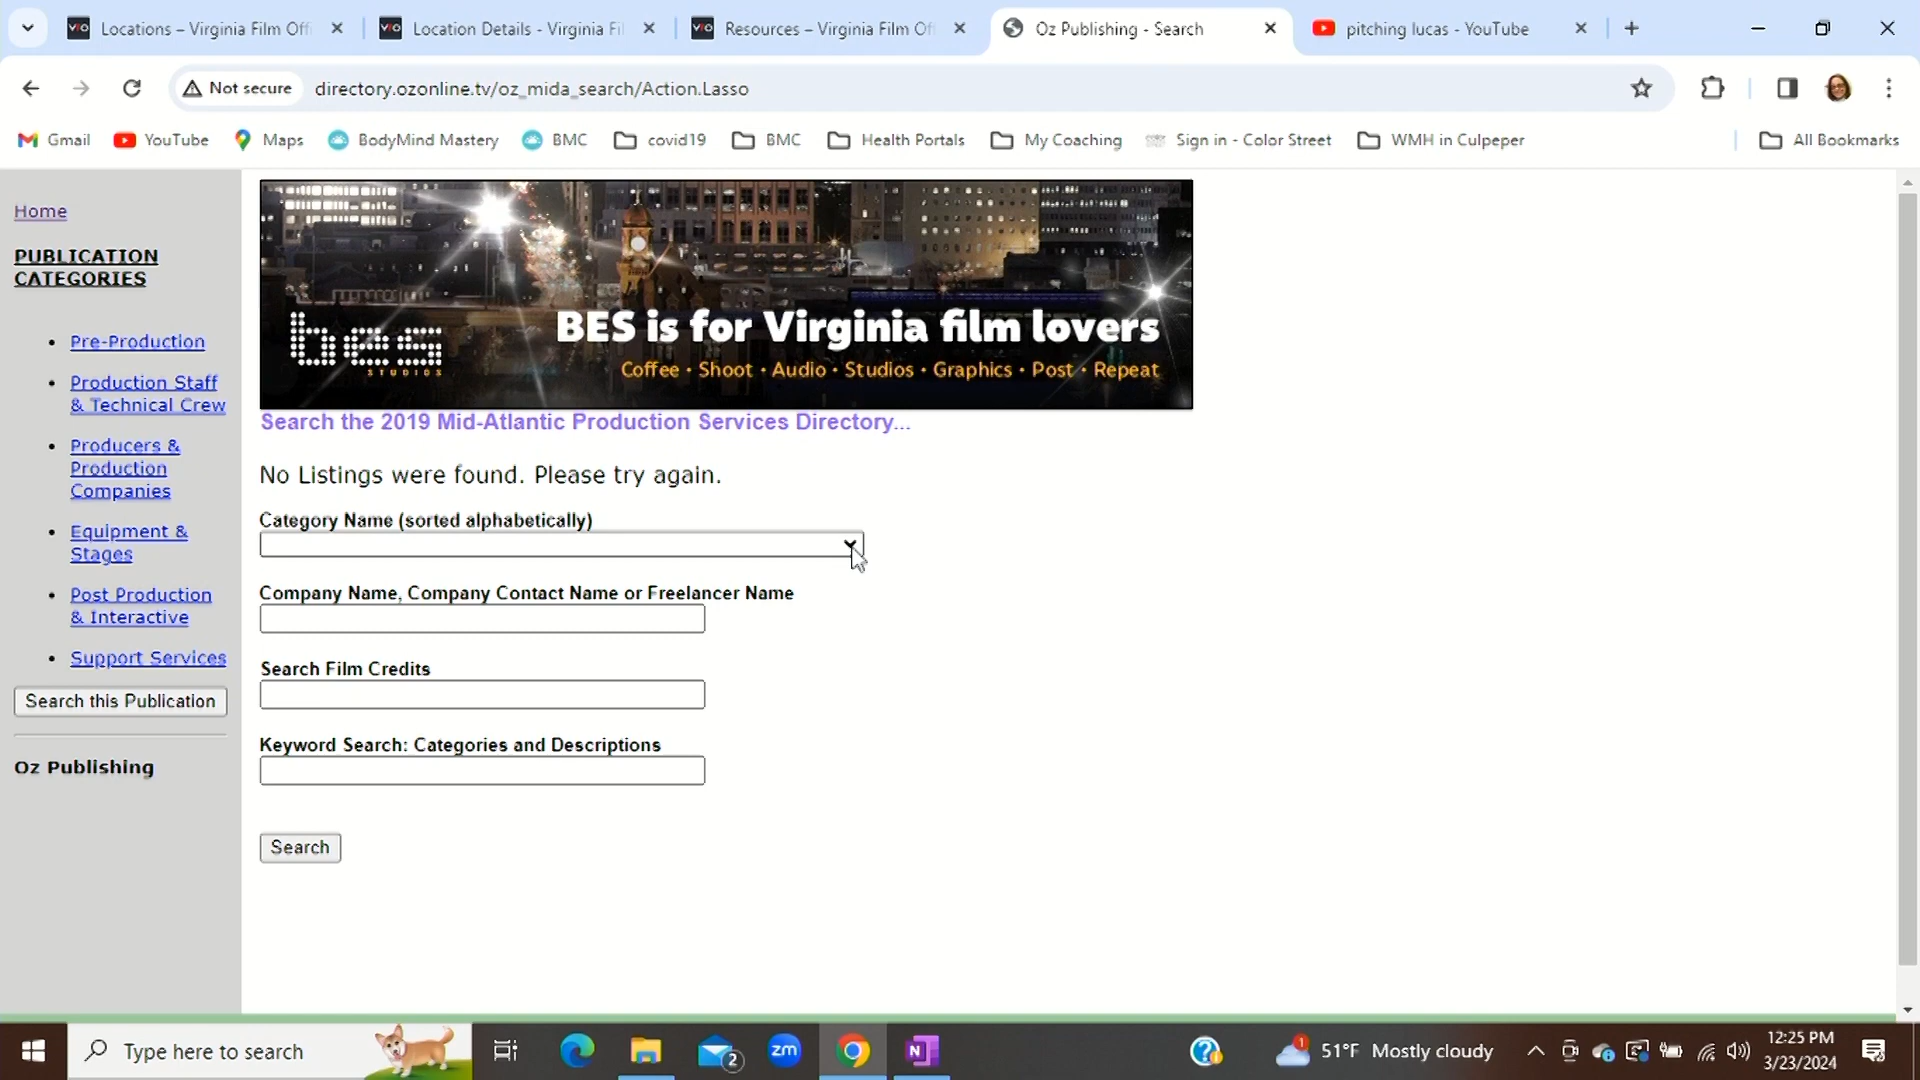 Locations – Virginia Film Off
Location Details - Virginia Fil
Resources – Virginia Film Of
Oz Publishing - Search
pitching lucas - YouTube
Not secure
directory.ozonline.tv/oz_mida_search/Action.Lasso
Gmail
YouTube
Maps
BodyMind Mastery
BMC
covid19
BMC
Health Portals
My Coaching
Sign in - Color Street
WMH in Culpeper
All Bookmarks
Home
PUBLICATION
CATEGORIES
Pre-Production
Production Staff
& Technical Crew
Producers &
Production
Companies
Equipment &
Stages
Post Production
& Interactive
Support Services
Search this Publication
Oz Publishing
bes
STUDIOS
BES is for Virginia film lovers
Coffee • Shoot • Audio • Studios • Graphics • Post • Repeat
Search the 2019 Mid-Atlantic Production Services Directory...
No Listings were found. Please try again.
Category Name (sorted alphabetically)
Company Name, Company Contact Name or Freelancer Name
Search Film Credits
Keyword Search: Categories and Descriptions
Search
Type here to search
2
zm
N
1
51°F Mostly cloudy
12:25 PM
3/23/2024